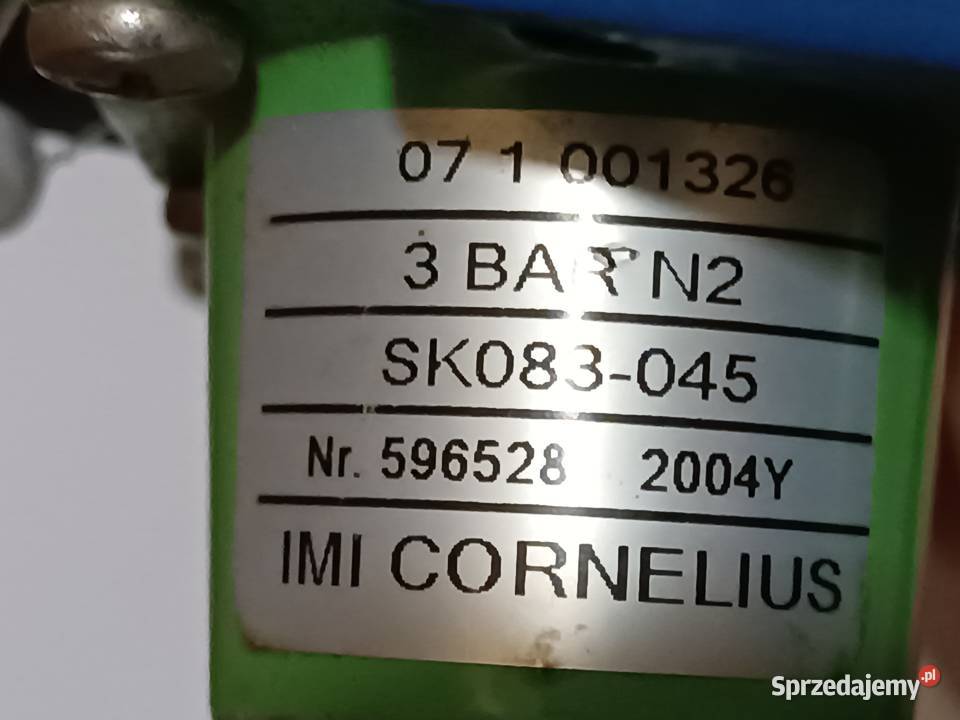 07 1 001326
3 BAR N2
SK083-045
Nr. 596528 2004Y
IMI CORNELIUS
Sprzedajemy.pl